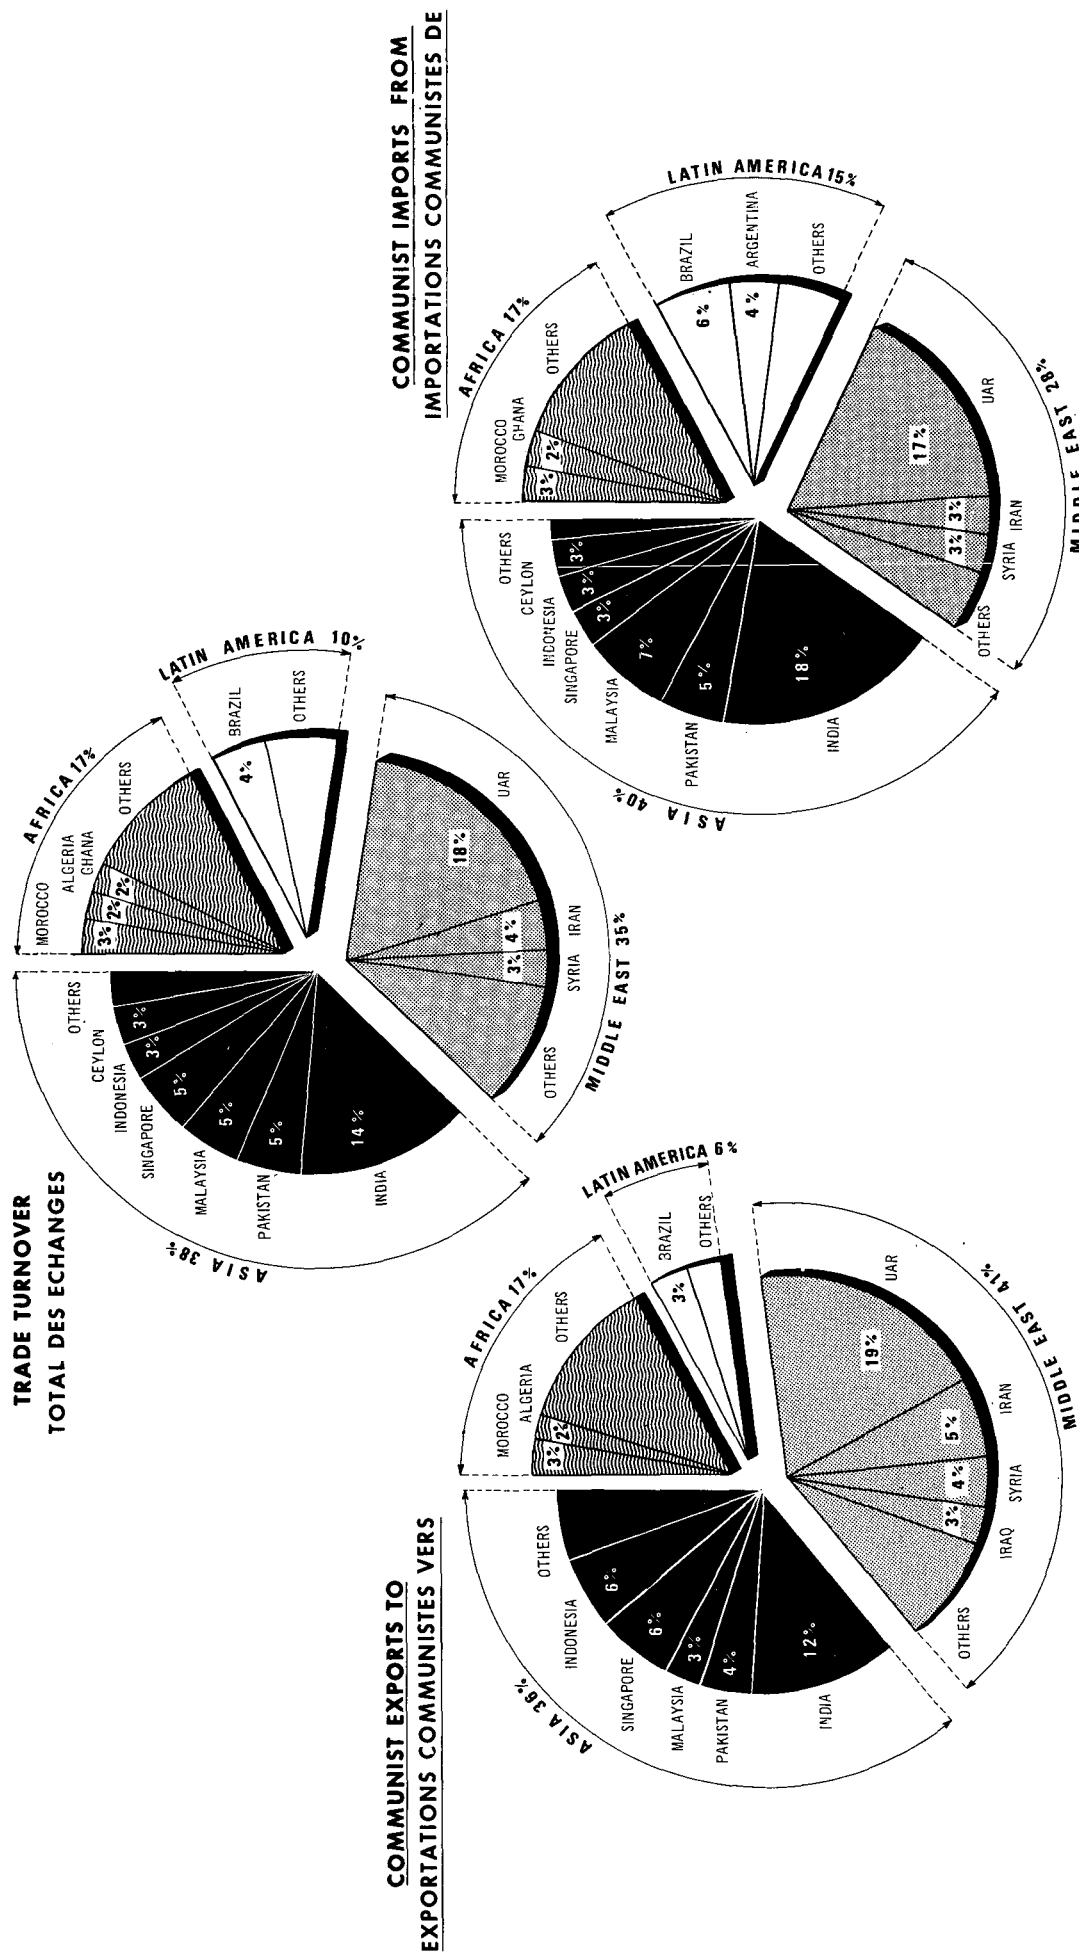 TRADE TURNOVER
TOTAL DES ECHANGES
ASIA 38%
AFRICA 17%
LATIN AMERICA 10%
MIDDLE EAST 35%
OTHERS
CEYLON
3%
INDONESIA
3%
SINGAPORE
5%
MALAYSIA
5%
PAKISTAN
5%
INDIA
14%
MOROCCO
3%
ALGERIA
2%
GHANA
2%
OTHERS
BRAZIL
4%
OTHERS
UAR
18%
IRAN
4%
SYRIA
3%
OTHERS
COMMUNIST EXPORTS TO
EXPORTATIONS COMMUNISTES VERS
ASIA 36%
AFRICA 17%
LATIN AMERICA 6%
MIDDLE EAST 41%
OTHERS
INDONESIA
6%
SINGAPORE
6%
MALAYSIA
3%
PAKISTAN
4%
INDIA
12%
MOROCCO
3%
ALGERIA
2%
OTHERS
BRAZIL
3%
OTHERS
UAR
19%
IRAN
5%
SYRIA
4%
IRAQ
3%
OTHERS
COMMUNIST IMPORTS FROM
IMPORTATIONS COMMUNISTES DE
ASIA 40%
AFRICA 17%
LATIN AMERICA 15%
MIDDLE EAST 28%
OTHERS
CEYLON
3%
INDONESIA
3%
SINGAPORE
3%
MALAYSIA
7%
PAKISTAN
5%
INDIA
18%
MOROCCO
3%
GHANA
2%
OTHERS
BRAZIL
6%
ARGENTINA
4%
OTHERS
UAR
17%
IRAN
3%
SYRIA
3%
OTHERS